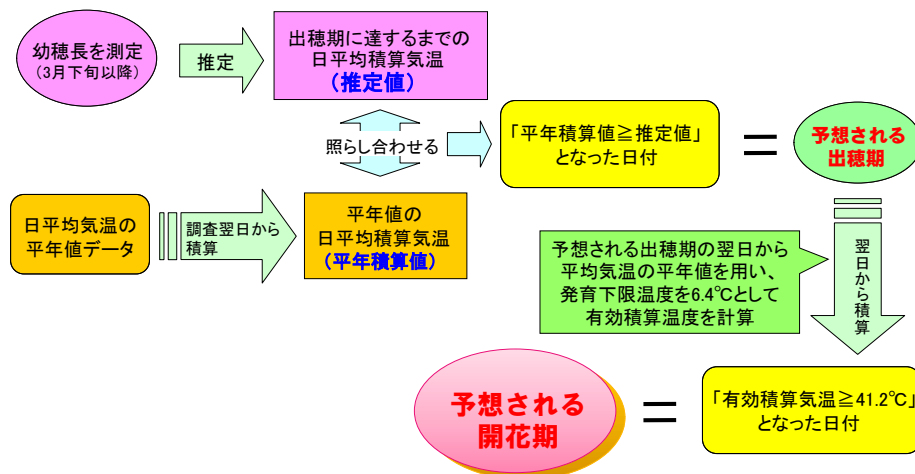 幼穂長を測定
（3月下旬以降）
推定
出穂期に達するまでの
日平均積算気温
（推定値）
照らし合わせる
「平年積算値≧推定値」
となった日付
＝
予想される
出穂期
日平均気温の
平年値データ
調査翌日から
積算
平年値の
日平均積算気温
（平年積算値）
予想される出穂期の翌日から
平均気温の平年値を用い、
発育下限温度を6.4℃として
有効積算温度を計算
翌日から積算
予想される
開花期
＝
「有効積算気温≧41.2℃」
となった日付